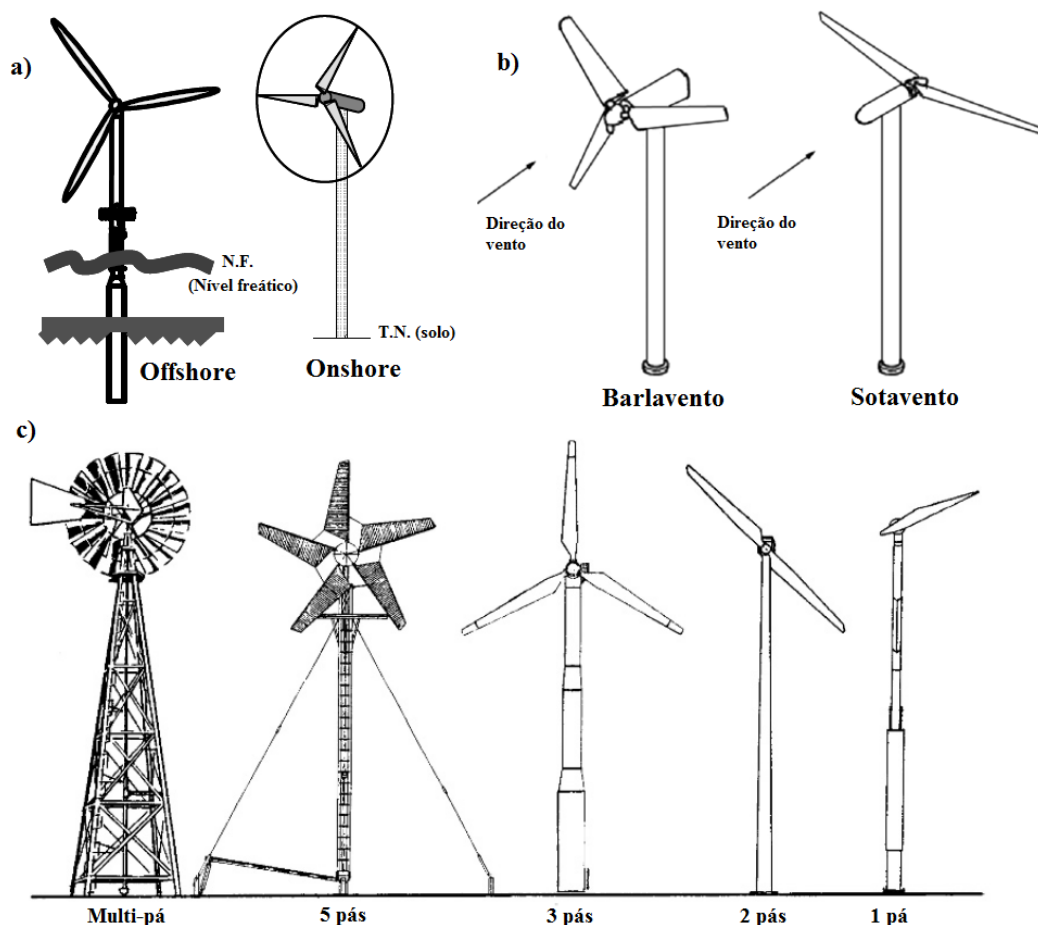 a)
N.F.
(Nível freático)
T.N. (solo)
Offshore
Onshore
b)
Direção do
vento
Direção do
vento
Barlavento
Sotavento
c)
Multi-pá
5 pás
3 pás
2 pás
1 pá